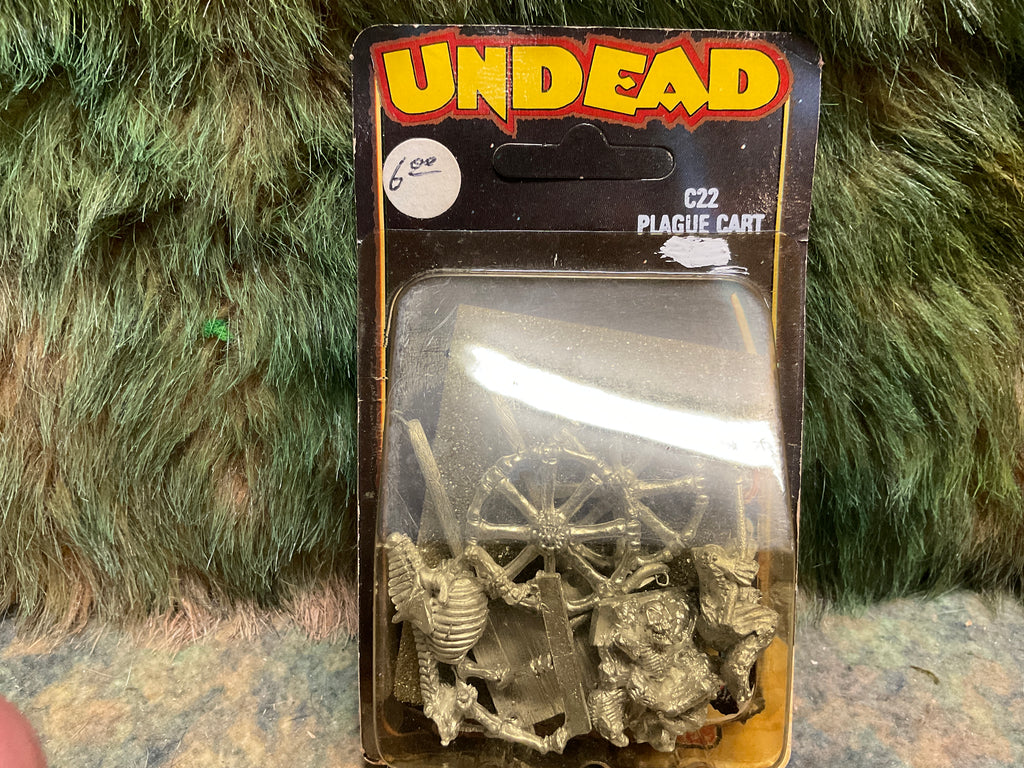 UNDEAD
6 00
C22
PLAGUE CART